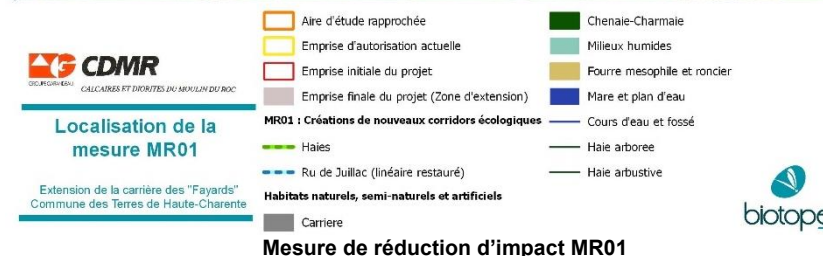 CDMR
GROUPE GARANDEAU
CALCAIRES ET DIORITES DU MOULIN DU ROC
Localisation de la
mesure MR01
Extension de la carrière des "Fayards"
Commune des Terres de Haute-Charente
Aire d'étude rapprochée
Emprise d'autorisation actuelle
Emprise initiale du projet
Emprise finale du projet (Zone d'extension)
MR01 : Créations de nouveaux corridors écologiques
Haies
Ru de Juillac (linéaire restauré)
Habitats naturels, semi-naturels et artificiels
Carriere
Chenaie-Charmaie
Milieux humides
Fourre mesophile et roncier
Mare et plan d'eau
Cours d'eau et fossé
Haie arboree
Haie arbustive
biotope
Mesure de réduction d'impact MR01